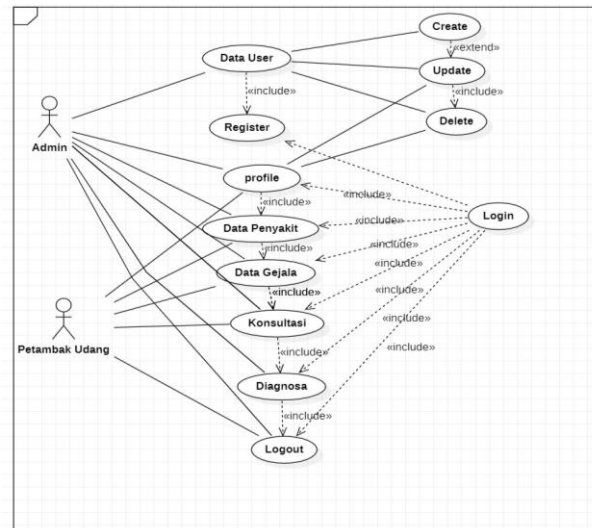 Create
Data User
«extend»
Update
«include»
«include»
Register
Delete
Admin
profile
«include»
«include»
Login
Data Penyakit
«include»
«include»
«include»
Data Gejala
«include»
«include»
Petambak Udang
Konsultasi
«include»
«include»
«include»
Diagnosa
«include»
Logout